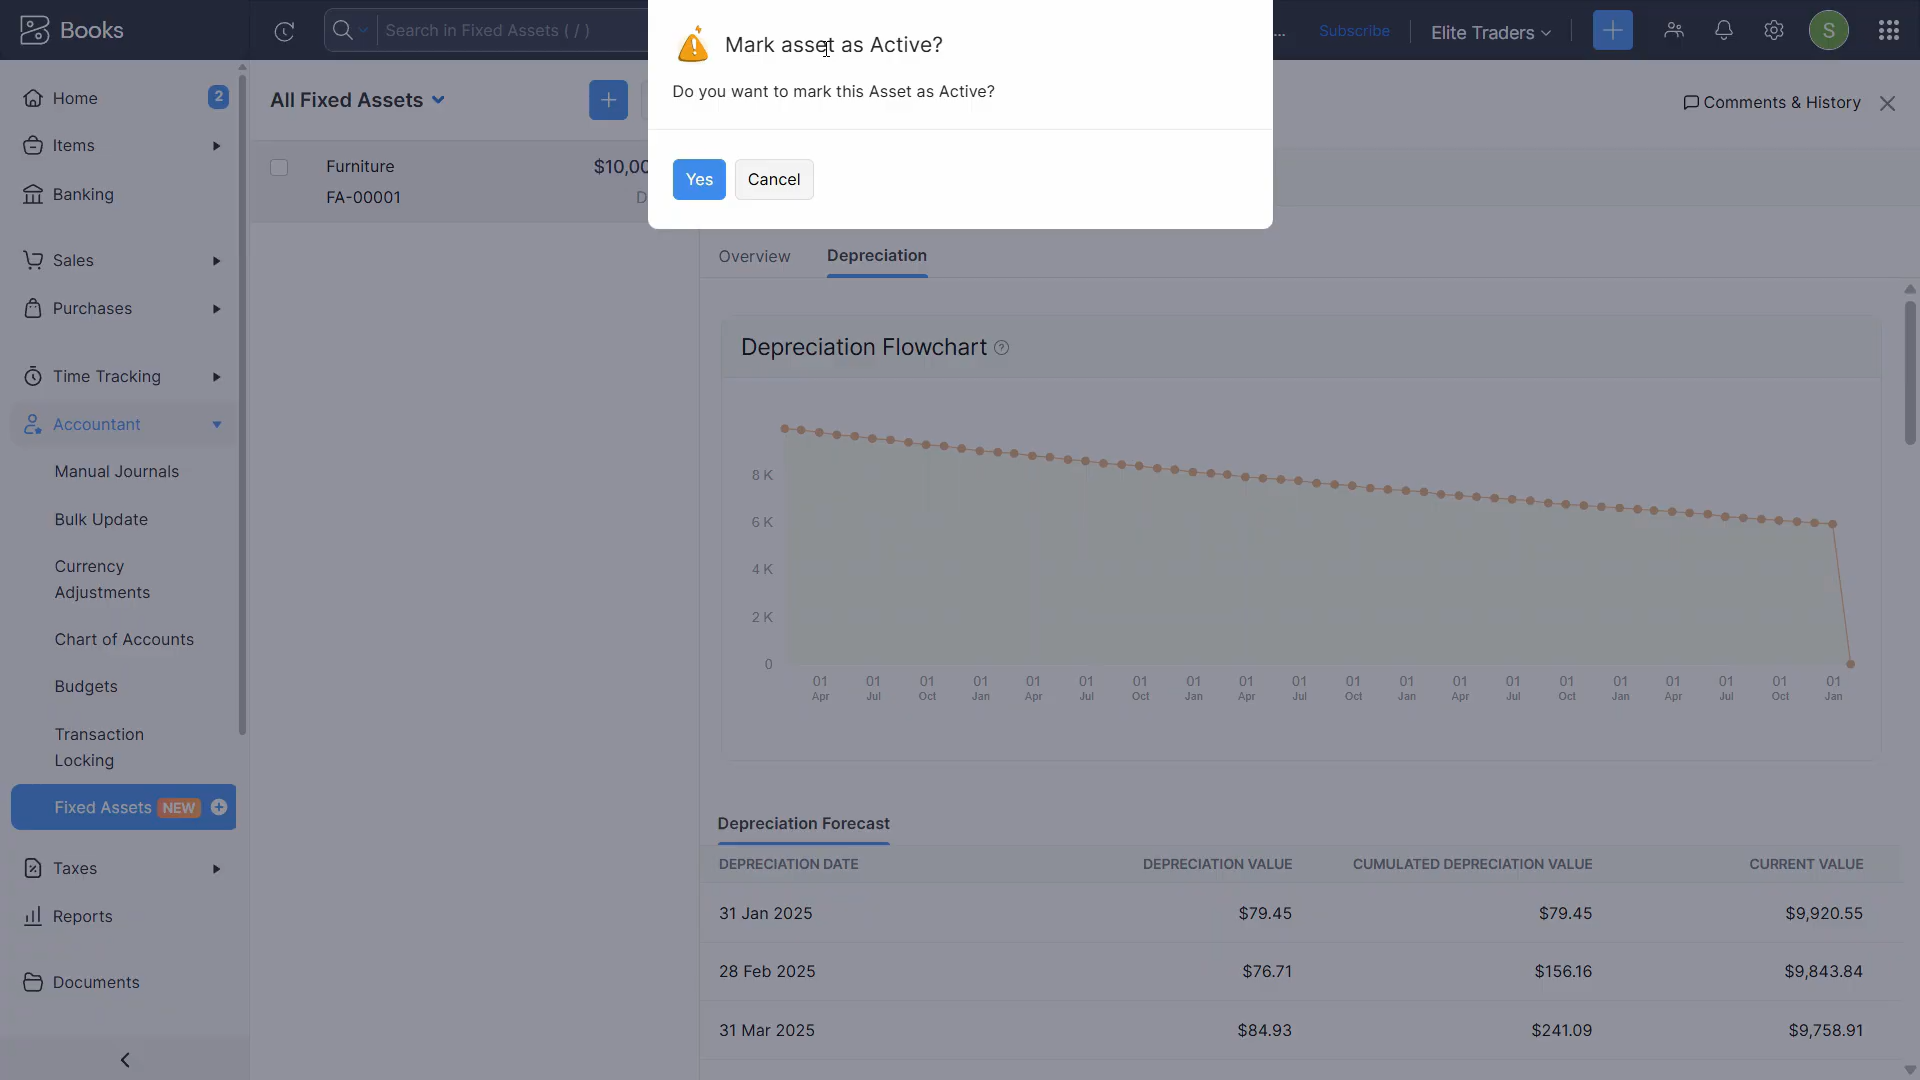 Books
Search in Fixed Assets ( / )
...
Subscribe
Elite Traders
S
Mark asset as Active?
Do you want to mark this Asset as Active?
Yes
Cancel
Home
2
Items
Banking
Sales
Purchases
Time Tracking
Accountant
Manual Journals
Bulk Update
Currency
Adjustments
Chart of Accounts
Budgets
Transaction
Locking
Fixed Assets NEW
Taxes
Reports
Documents
All Fixed Assets
Furniture
FA-00001
Comments & History
Overview
Depreciation
Depreciation Flowchart
8 K
6 K
4 K
2 K
0
01 01 01 01 01 01 01 01 01 01 01 01 01 01 01 01 01 01 01 01
Apr Jul Oct Jan Apr Jul Oct Jan Apr Jul Oct Jan Apr Jul Oct Jan Apr Jul Oct Jan
Depreciation Forecast
DEPRECIATION DATE DEPRECIATION VALUE CUMULATED DEPRECIATION VALUE CURRENT VALUE
31 Jan 2025 $79.45 $79.45 $9,920.55
28 Feb 2025 $76.71 $156.16 $9,843.84
31 Mar 2025 $84.93 $241.09 $9,758.91